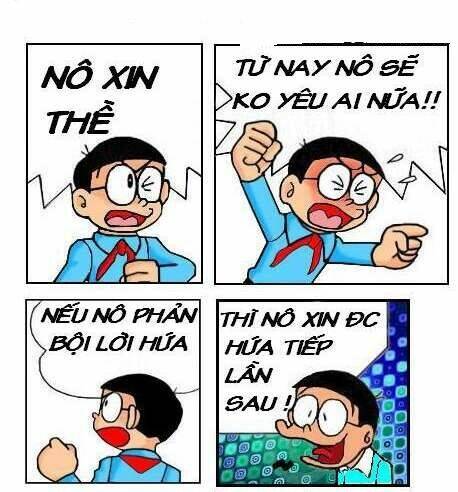 NÔ XIN
THỀ
TỪ NAY NÔ SẼ
KO YÊU AI NỮA!!
NẾU NÔ PHẢN
BỘI LỜI HỨA
THÌ NÔ XIN ĐC
HỨA TIẾP
LẦN
SAU !